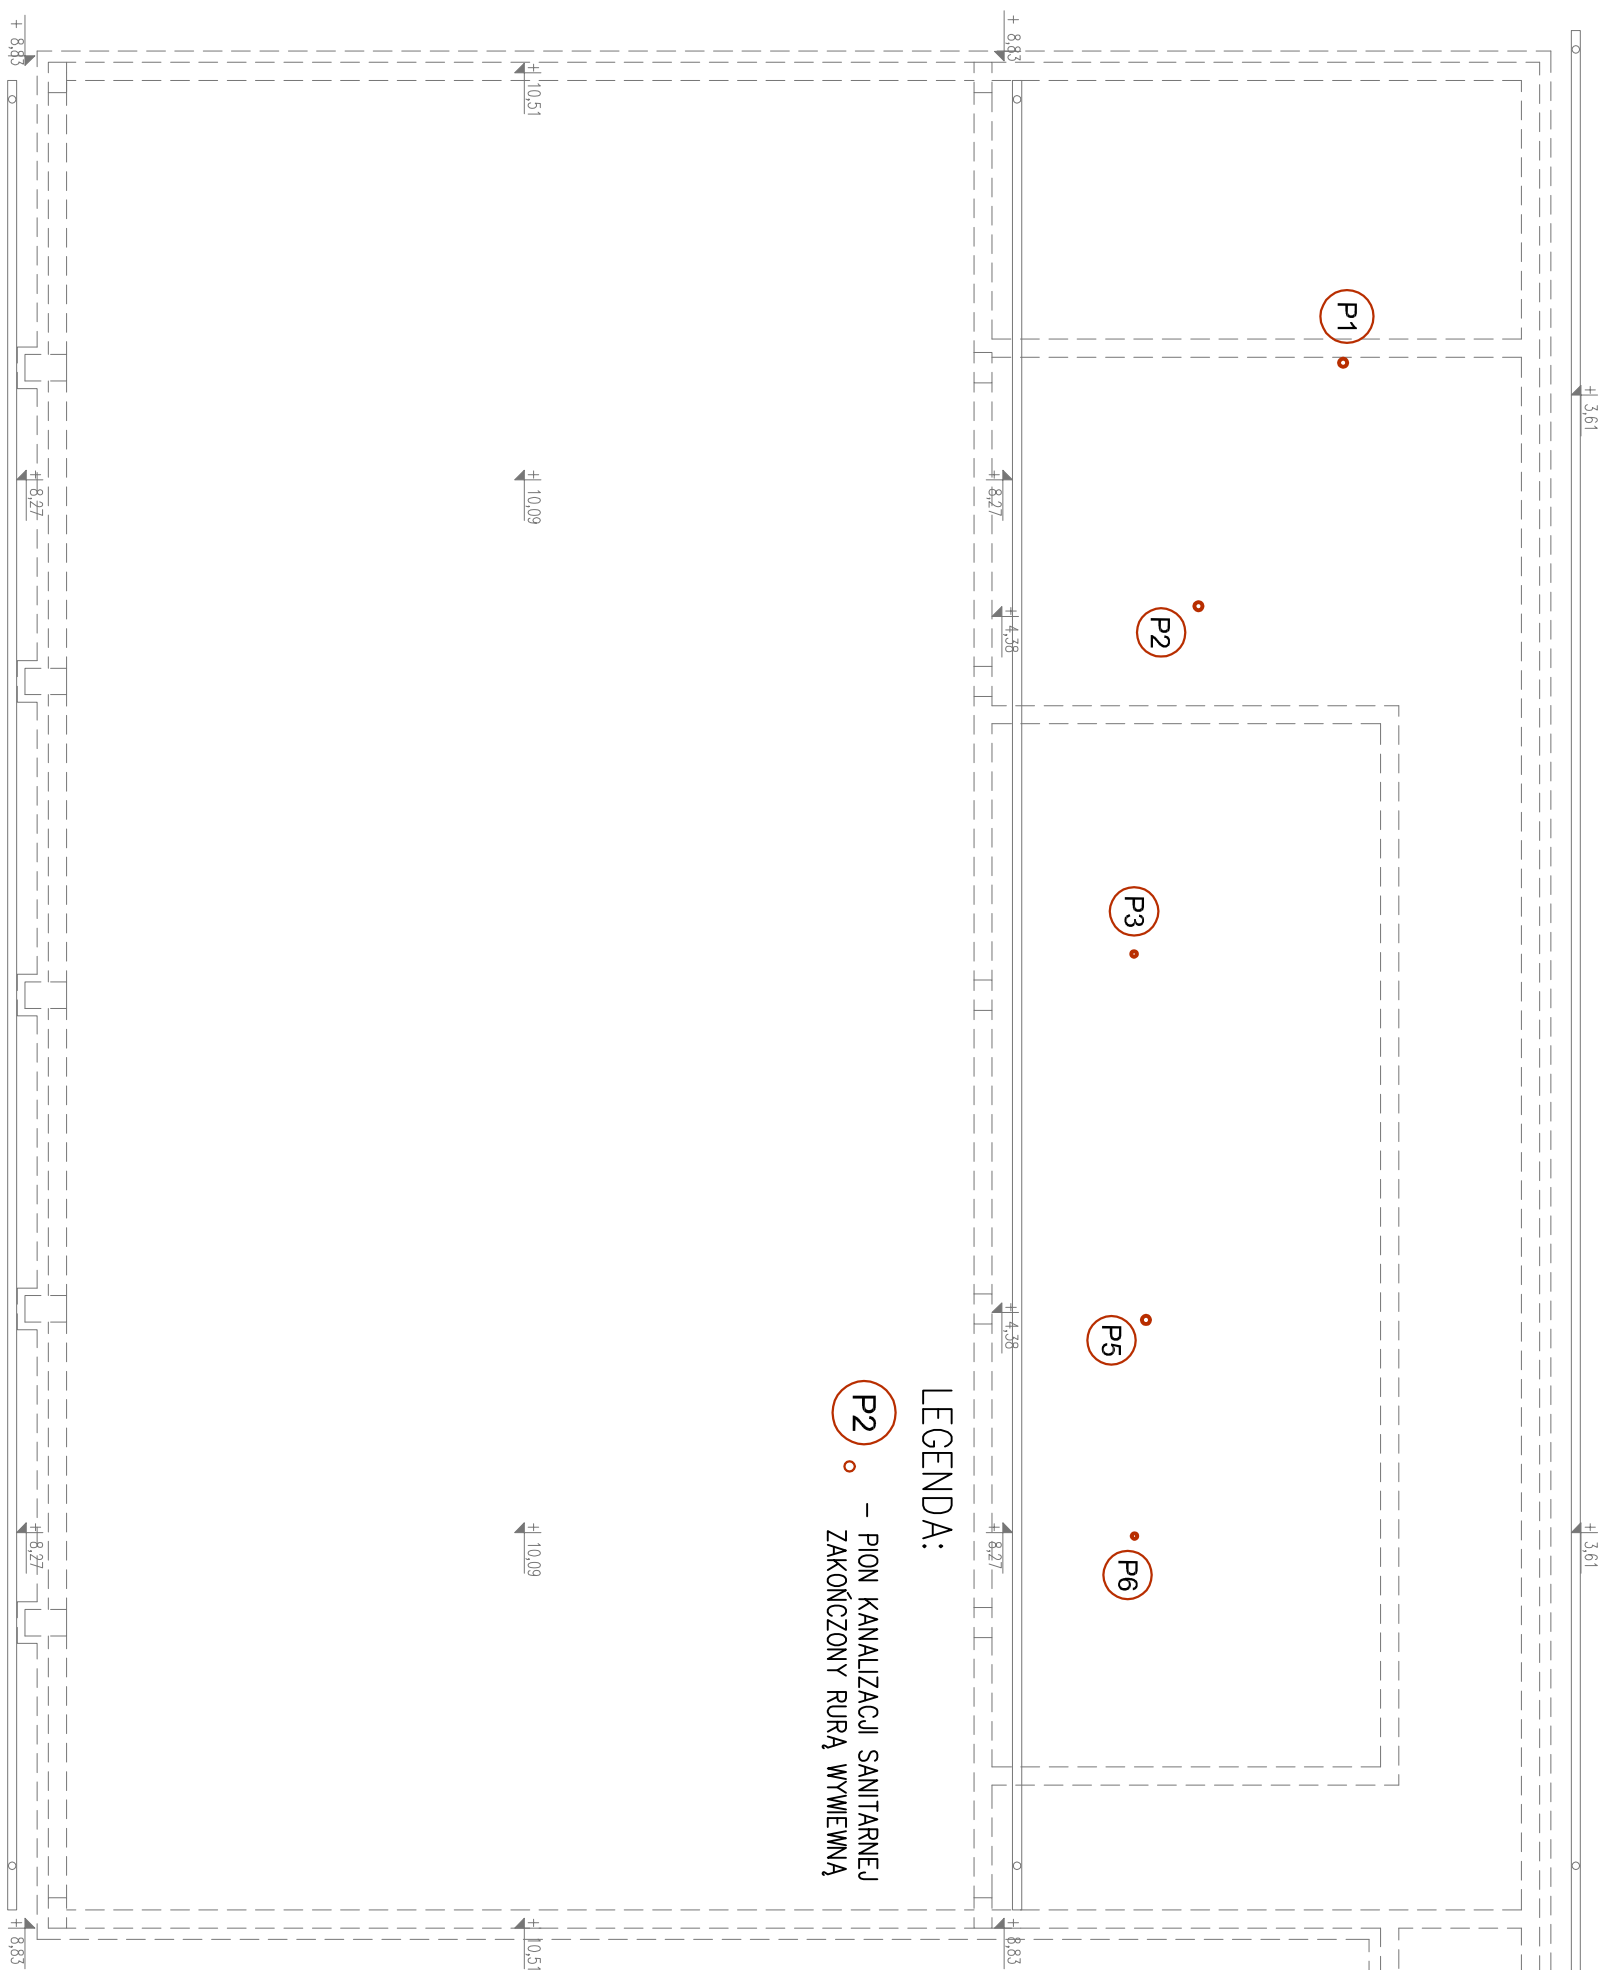 + 3,61
+ 3,61
P1
P2
P3
P5
P6
+ 8,83
+ 8,27
+ 4,38
+ 4,38
+ 8,27
+ 8,83
LEGENDA:
P2 - PION KANALIZACJI SANITARNEJ
ZAKOŃCZONY RURĄ WYWIEWNĄ
+ 10,51
+ 10,09
+ 10,09
+ 10,51
+ 8,83
+ 8,27
+ 8,27
+ 8,83